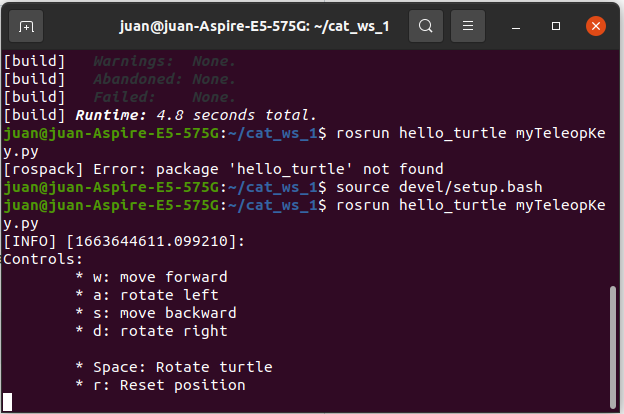 juan@juan-Aspire-E5-575G: ~/cat_ws_1
[build]   Warnings:  None.
[build]   Abandoned: None.
[build]   Failed:    None.
[build] Runtime: 4.8 seconds total.
juan@juan-Aspire-E5-575G:~/cat_ws_1$ rosrun hello_turtle myTeleopKe
y.py
[rospack] Error: package 'hello_turtle' not found
juan@juan-Aspire-E5-575G:~/cat_ws_1$ source devel/setup.bash
juan@juan-Aspire-E5-575G:~/cat_ws_1$ rosrun hello_turtle myTeleopKe
y.py
[INFO] [1663644611.099210]:
Controls:
        * w: move forward
        * a: rotate left
        * s: move backward
        * d: rotate right
        * Space: Rotate turtle
        * r: Reset position